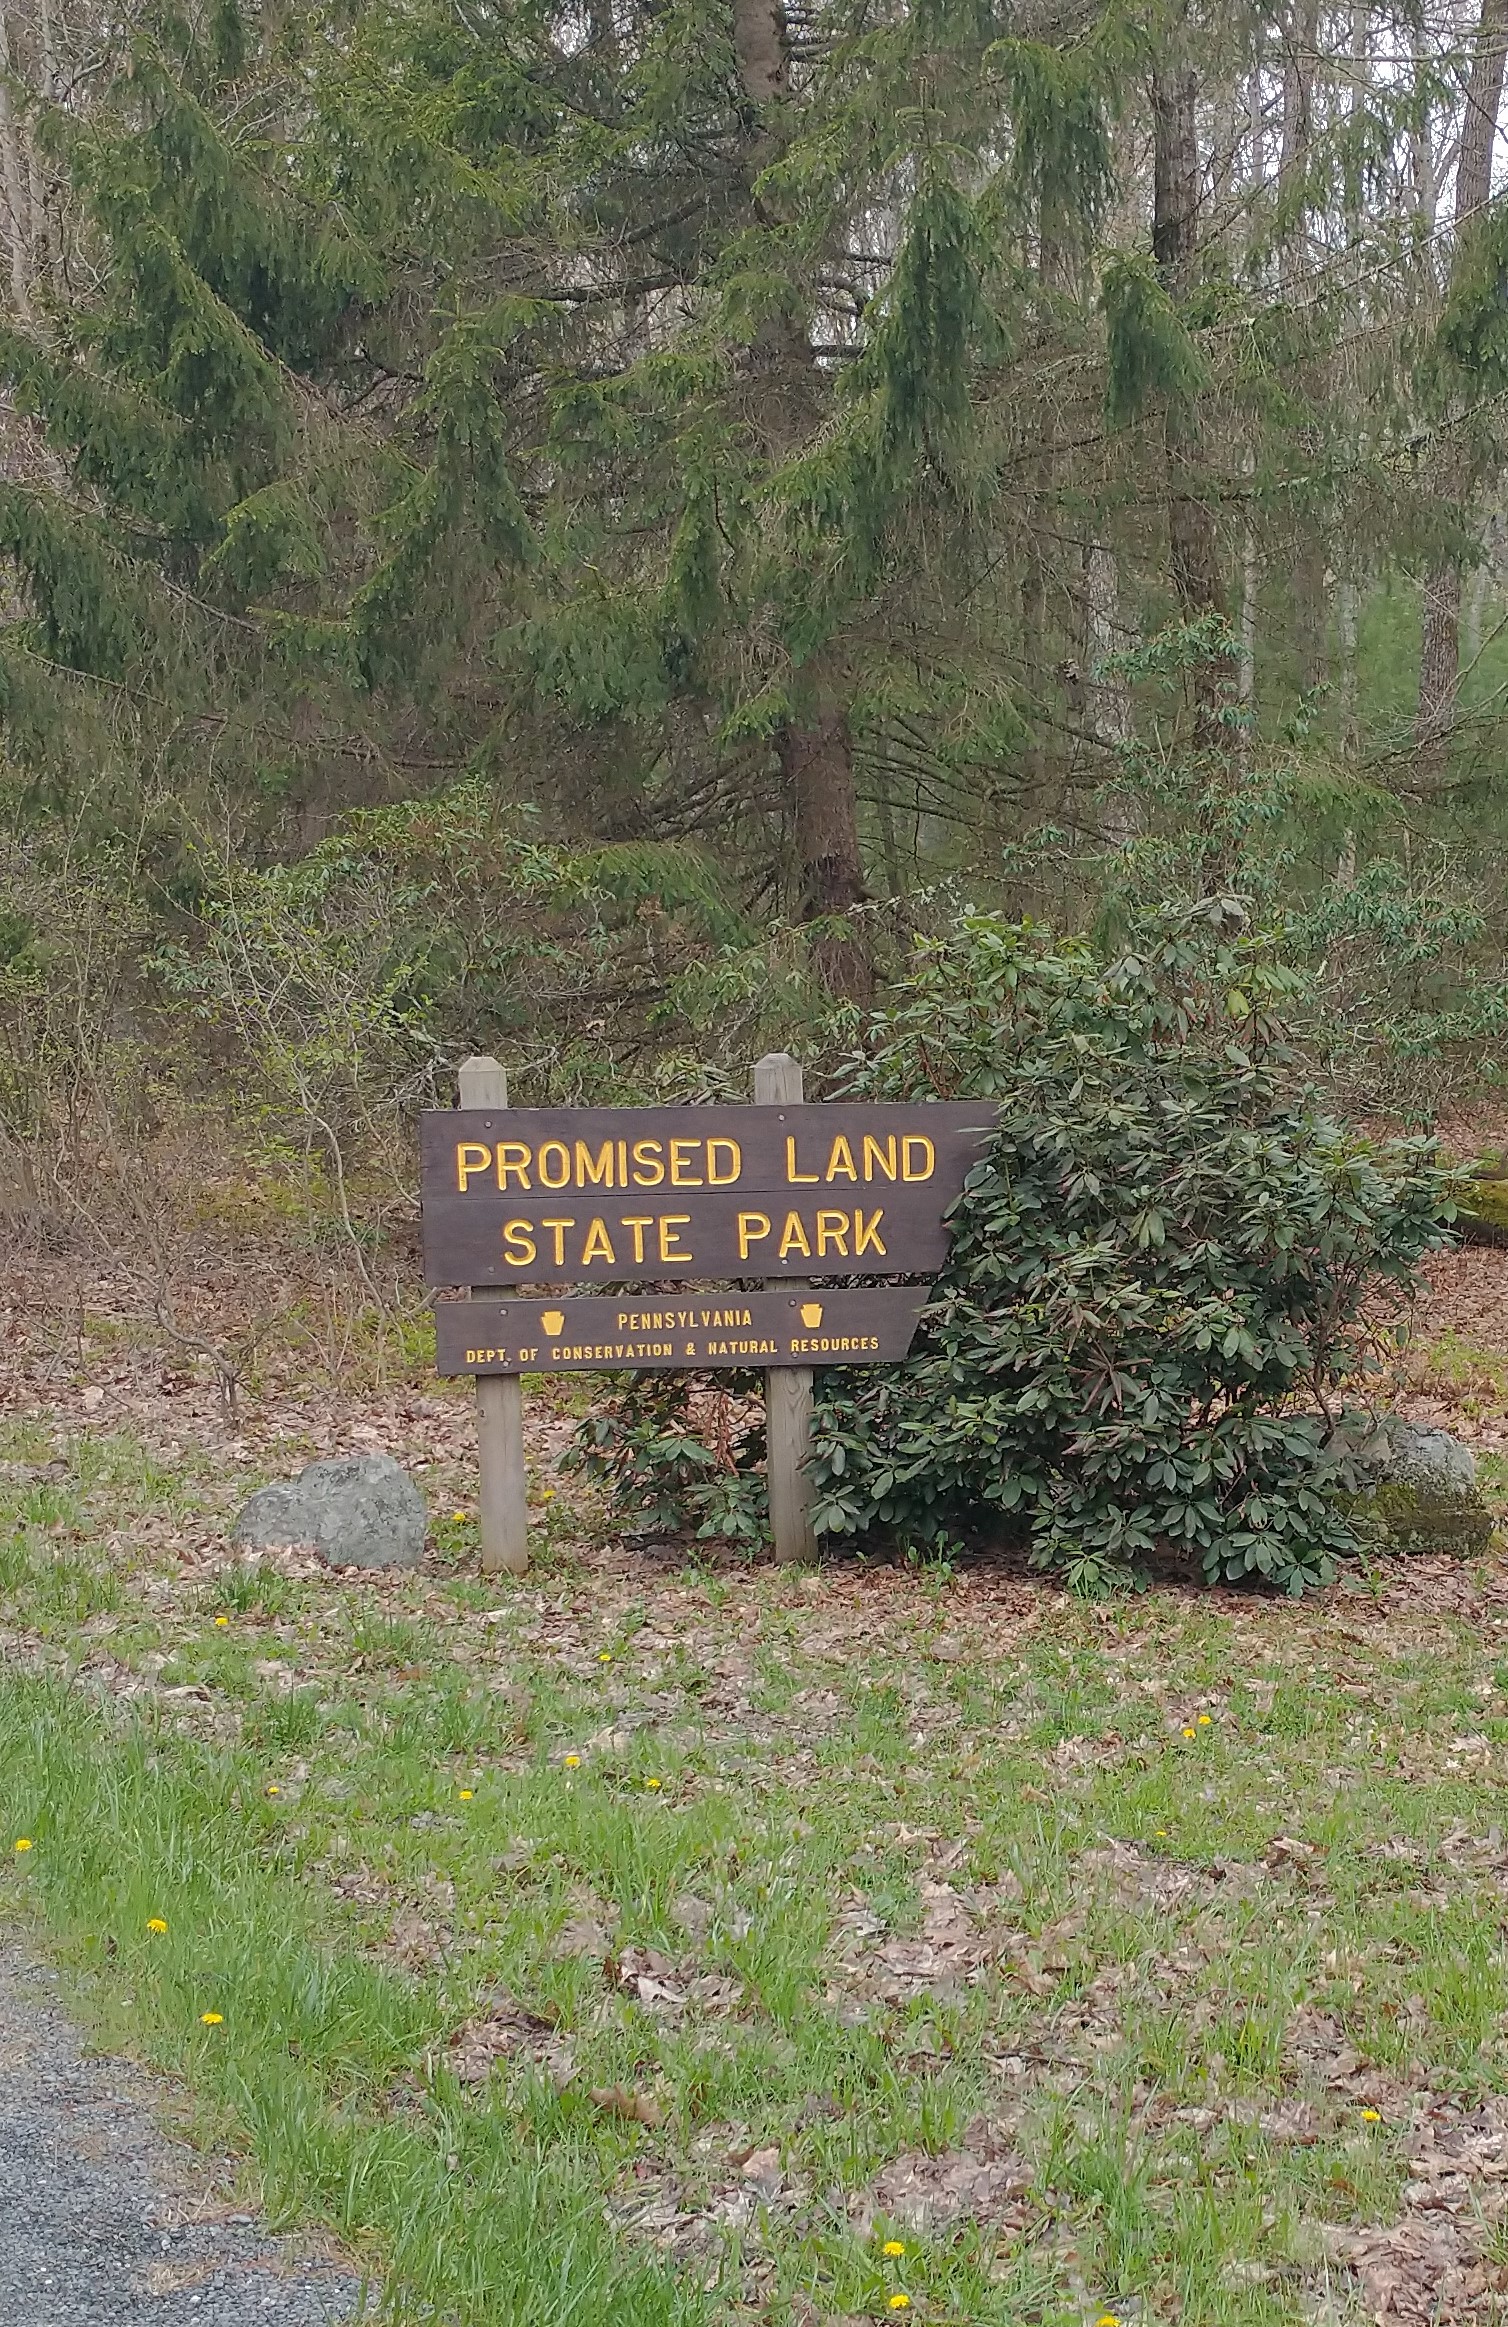 PROMISED LAND
STATE PARK
PENNSYLVANIA
DEPT. OF CONSERVATION & NATURAL RESOURCES